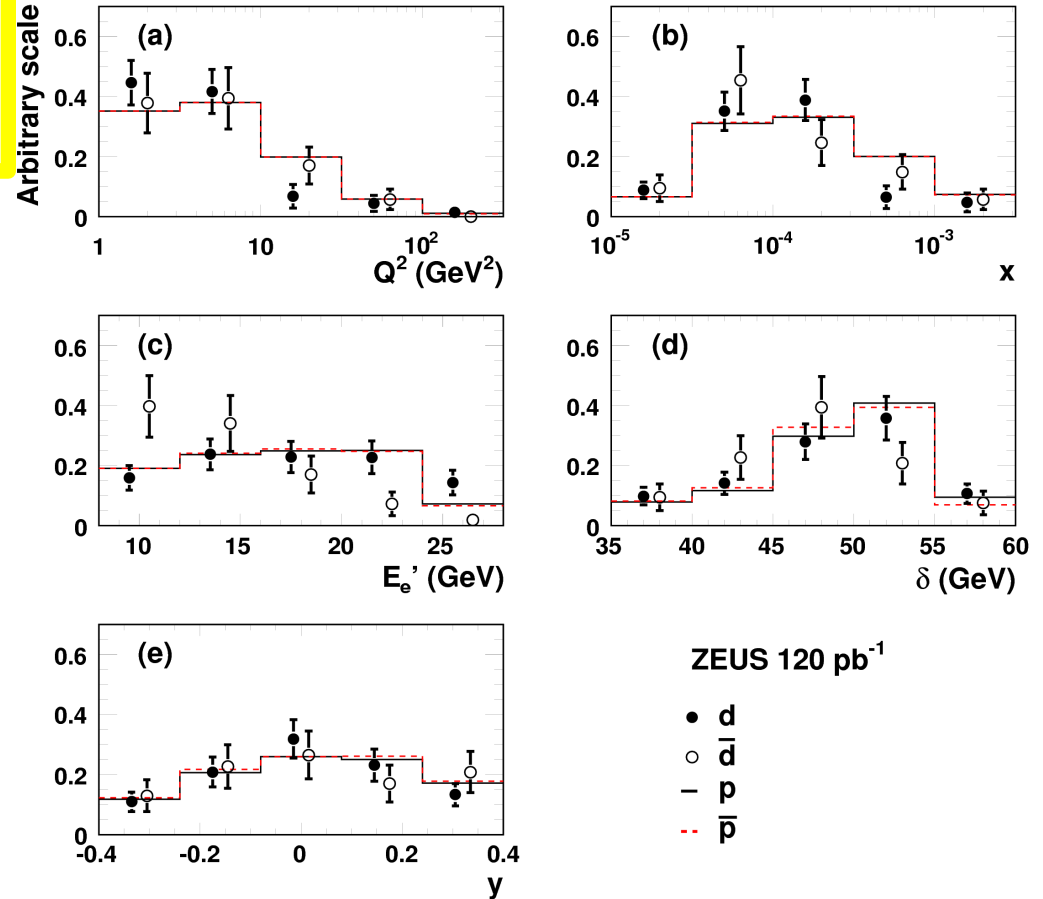 Arbitrary scale
(a)
0.6
0.4
0.2
0
1 10 10²
Q² (GeV²)
(b)
0.6
0.4
0.2
0
10⁻⁵ 10⁻⁴ 10⁻³
x
(c)
0.6
0.4
0.2
0
10 15 20 25
Eₑ’ (GeV)
(d)
0.6
0.4
0.2
0
35 40 45 50 55 60
δ (GeV)
(e)
0.6
0.4
0.2
0
-0.4 -0.2 0 0.2 0.4
y
ZEUS 120 pb⁻¹
d
d̅
p
p̅